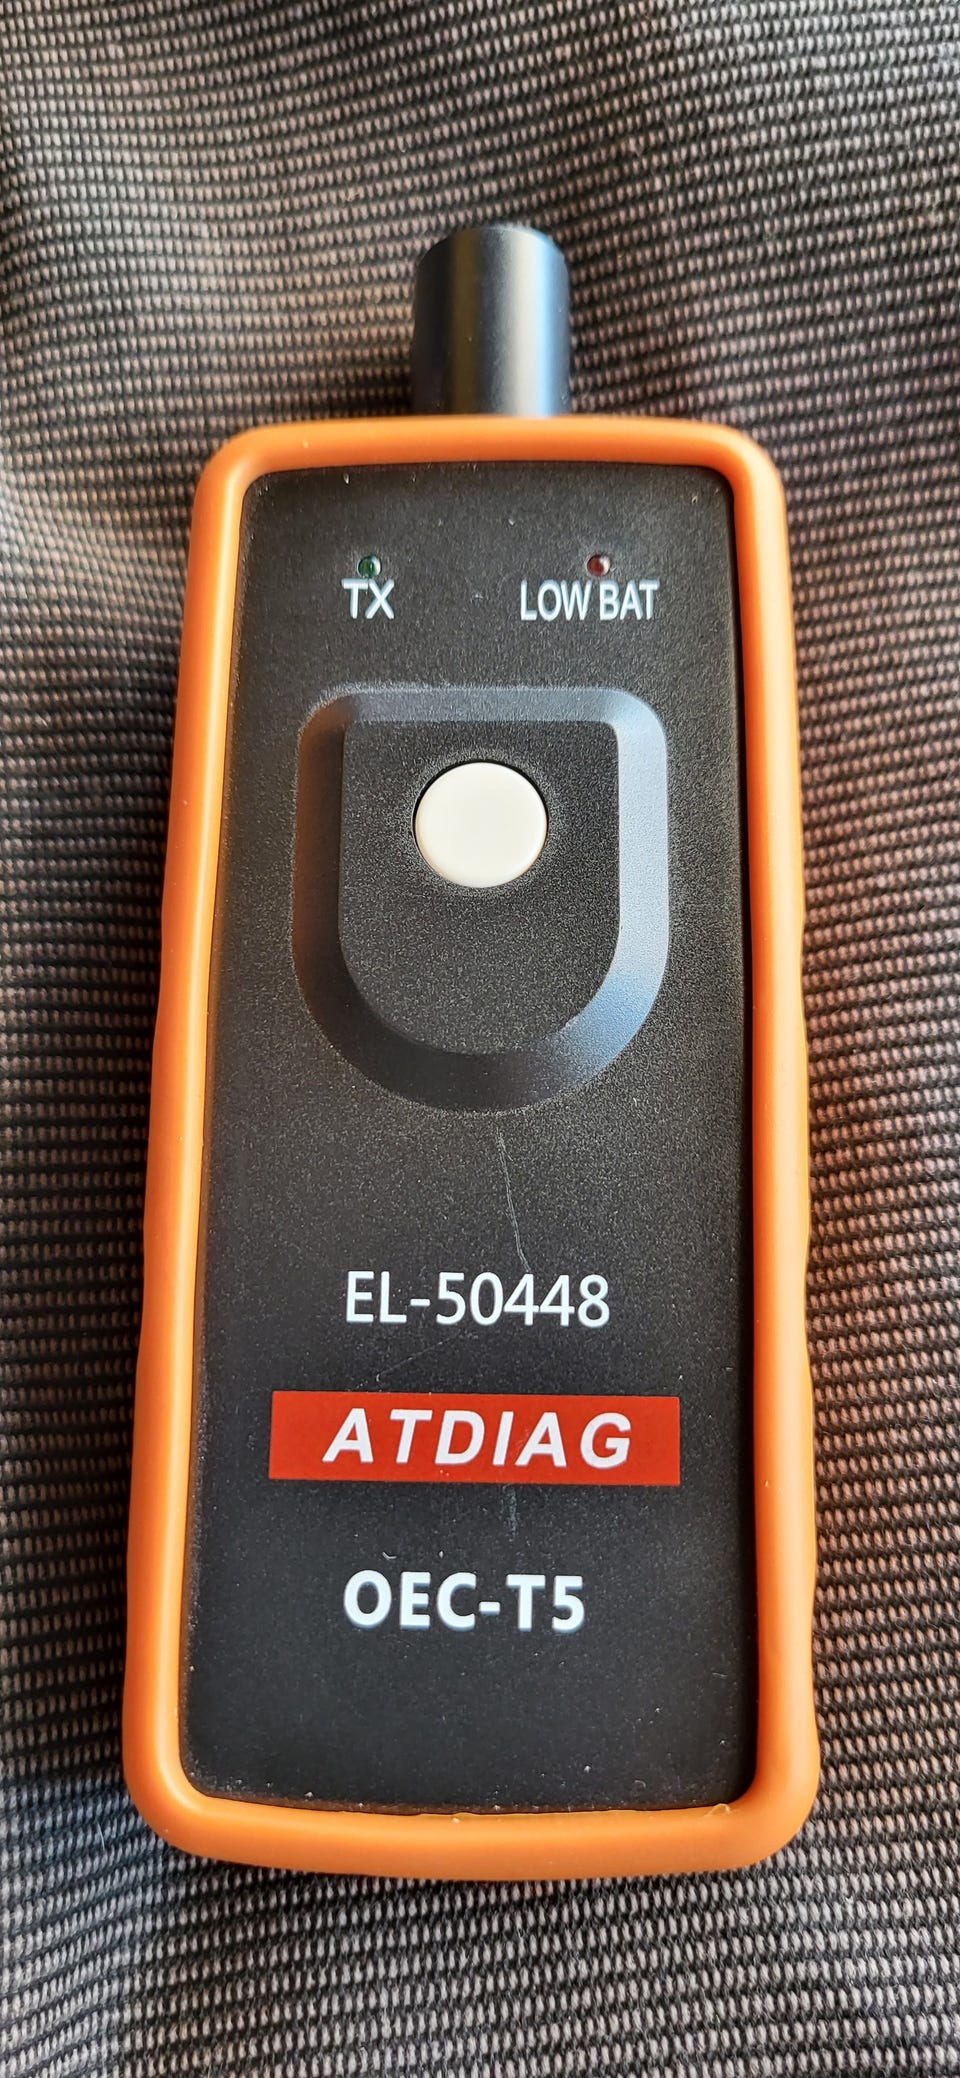 TX LOW BAT
EL-50448
ATDIAG
OEC-T5